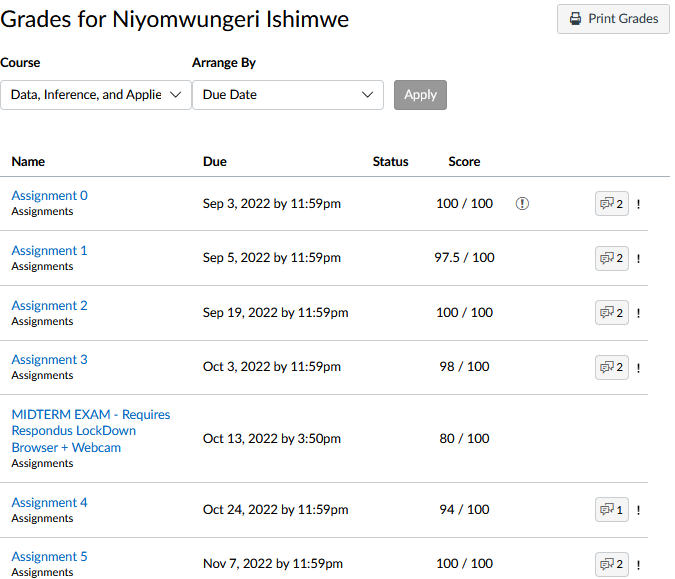 Grades for Niyomwungeri Ishimwe
Print Grades
Course
Arrange By
Data, Inference, and Applie
Due Date
Apply
Name Due Status Score
Assignment 0
Assignments
Sep 3, 2022 by 11:59pm 100 / 100 2 !
Assignment 1
Assignments
Sep 5, 2022 by 11:59pm 97.5 / 100 2 !
Assignment 2
Assignments
Sep 19, 2022 by 11:59pm 100 / 100 2 !
Assignment 3
Assignments
Oct 3, 2022 by 11:59pm 98 / 100 2 !
MIDTERM EXAM - Requires
Respondus LockDown
Browser + Webcam
Assignments
Oct 13, 2022 by 3:50pm 80 / 100
Assignment 4
Assignments
Oct 24, 2022 by 11:59pm 94 / 100 1 !
Assignment 5
Assignments
Nov 7, 2022 by 11:59pm 100 / 100 2 !